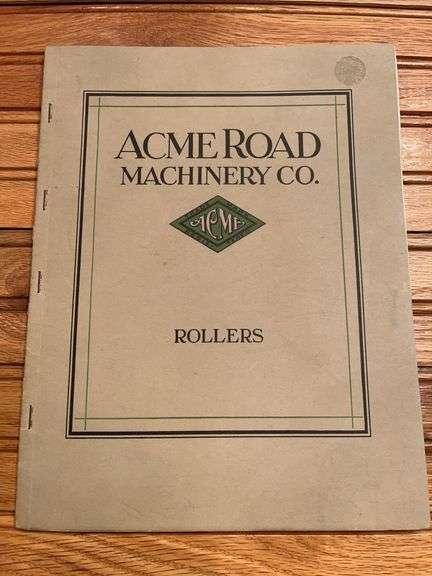 ACME ROAD
MACHINERY CO.
ACME
ROLLERS